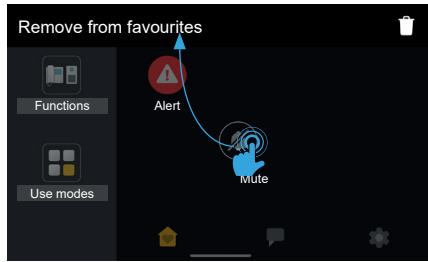 Remove from favourites
Functions
Alert
Mute
Use modes